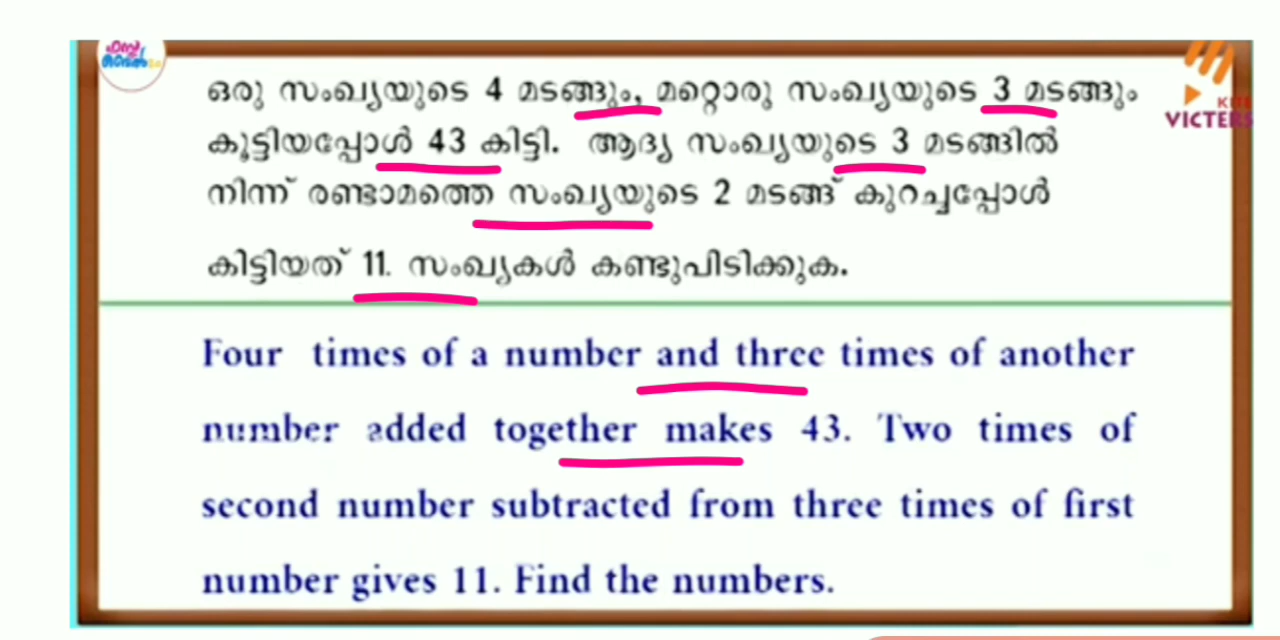 ഒരു സംഖ്യയുടെ 4 മടങ്ങും, മറ്റൊരു സംഖ്യയുടെ 3 മടങ്ങും
KITE
VICTERS
കൂട്ടിയപ്പോൾ 43 കിട്ടി. ആദ്യ സംഖ്യയുടെ 3 മടങ്ങിൽ
നിന്ന് രണ്ടാമത്തെ സംഖ്യയുടെ 2 മടങ്ങ് കുറച്ചപ്പോൾ
കിട്ടിയത് 11. സംഖ്യകൾ കണ്ടുപിടിക്കുക.
Four times of a number and three times of another
number added together makes 43. Two times of
second number subtracted from three times of first
number gives 11. Find the numbers.